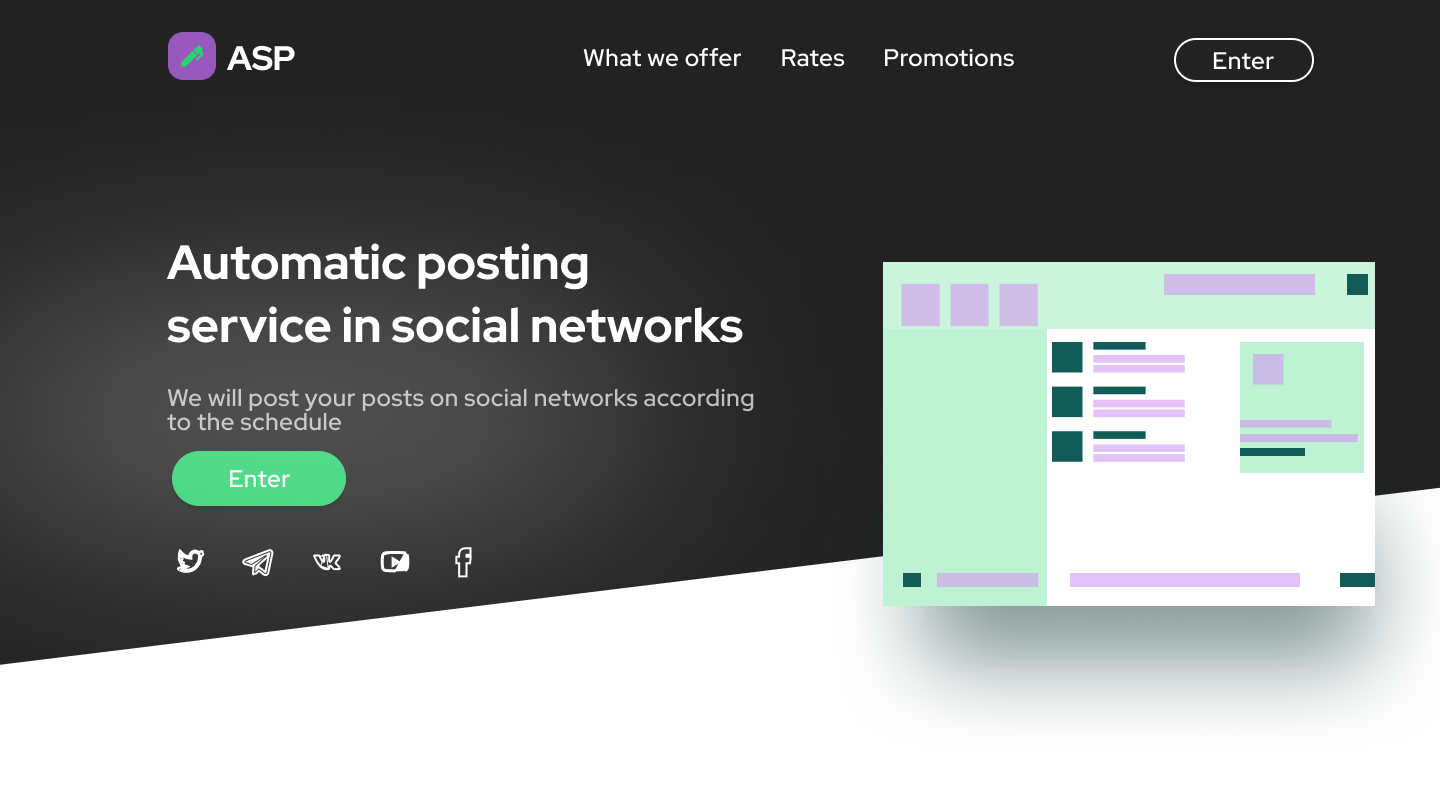 ASP
What we offer
Rates
Promotions
Enter
Automatic posting
service in social networks
We will post your posts on social networks according
to the schedule
Enter